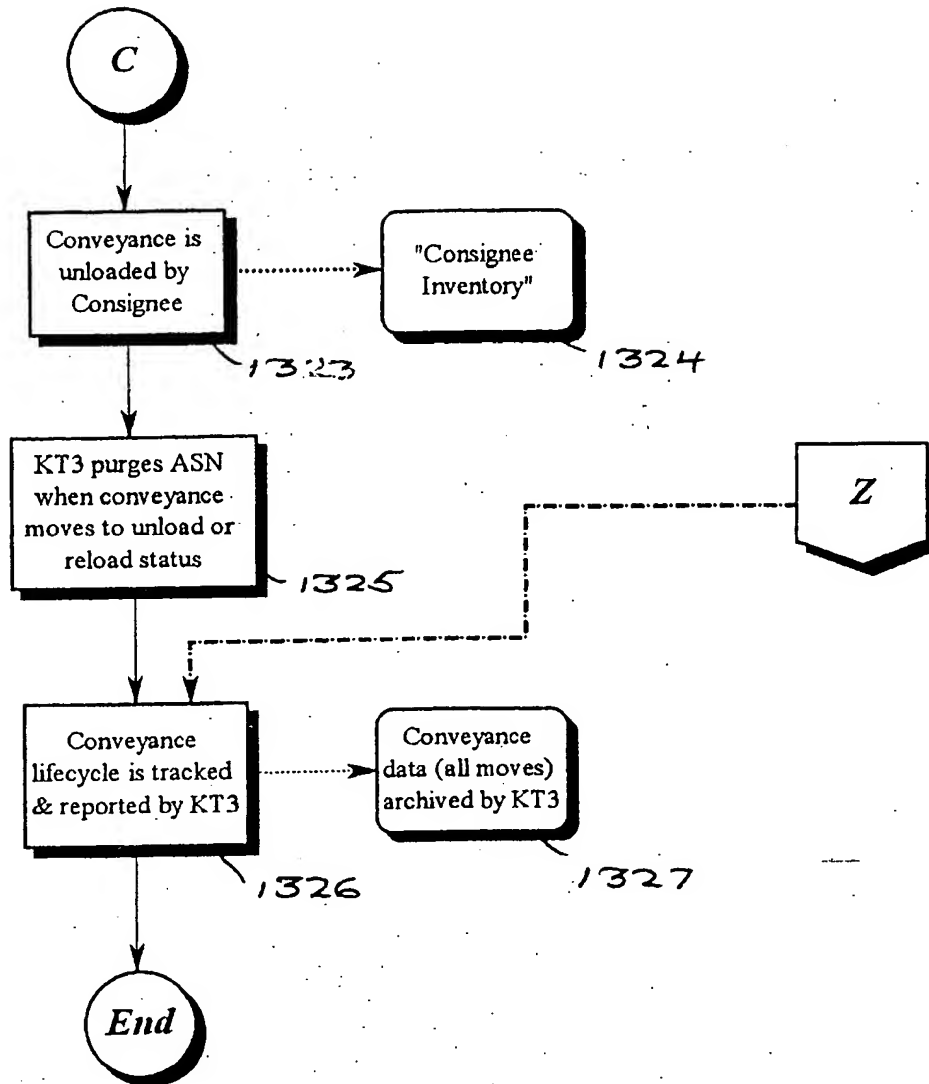 C
Conveyance is
unloaded by
Consignee
1323
"Consignee
Inventory"
1324
KT3 purges ASN
when conveyance
moves to unload or
reload status
1325
Z
Conveyance
lifecycle is tracked
& reported by KT3
1326
Conveyance
data (all moves)
archived by KT3
1327
End